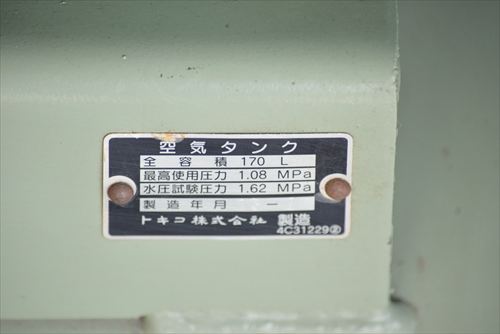 空気タンク
全容積 170 L
最高使用圧力 1.08 MPa
水圧試験圧力 1.62 MPa
製造年月 ―
トキコ株式会社 製造
4C31229②